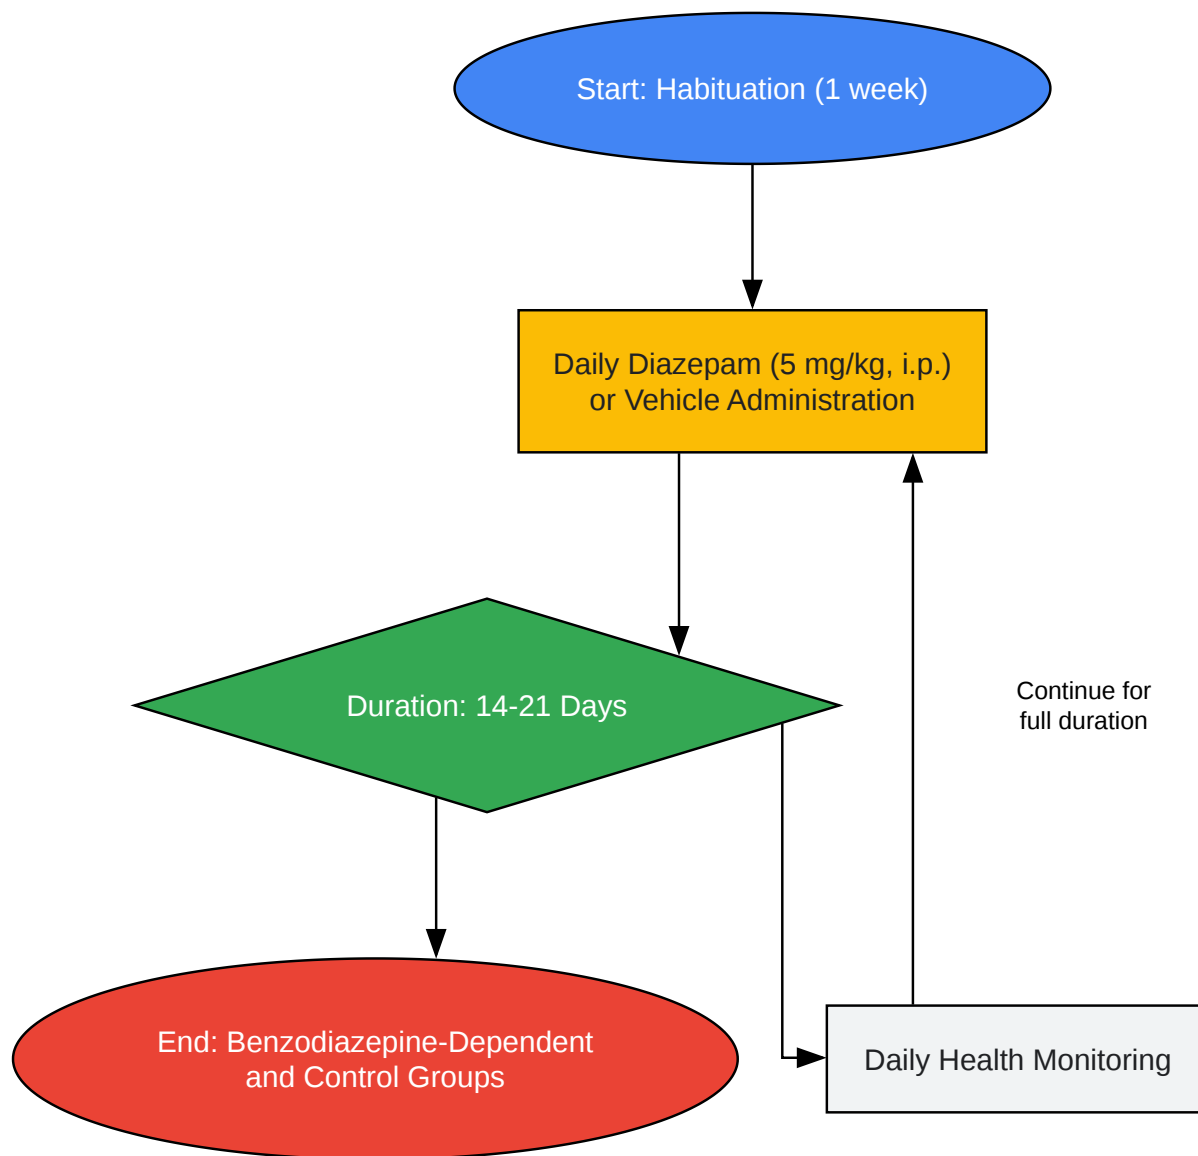 Start: Habituation (1 week)
Daily Diazepam (5 mg/kg, i.p.)
or Vehicle Administration
Duration: 14-21 Days
Continue for
full duration
End: Benzodiazepine-Dependent
and Control Groups
Daily Health Monitoring